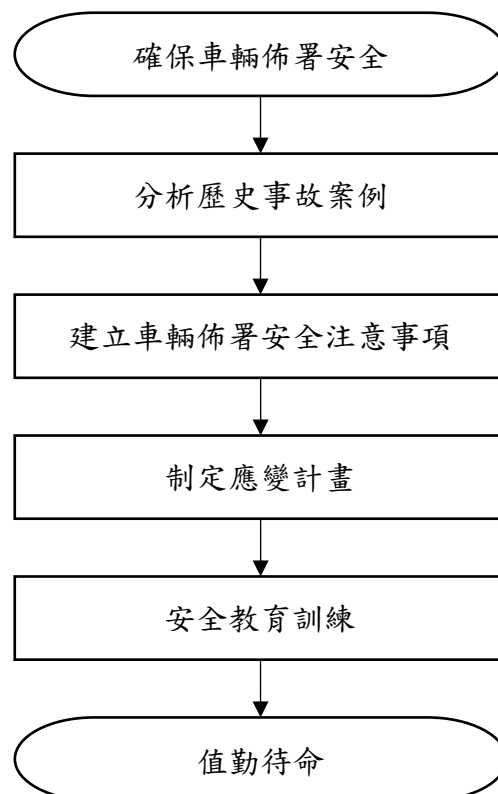 確保車輛佈署安全
分析歷史事故案例
建立車輛佈署安全注意事項
制定應變計畫
安全教育訓練
值勤待命